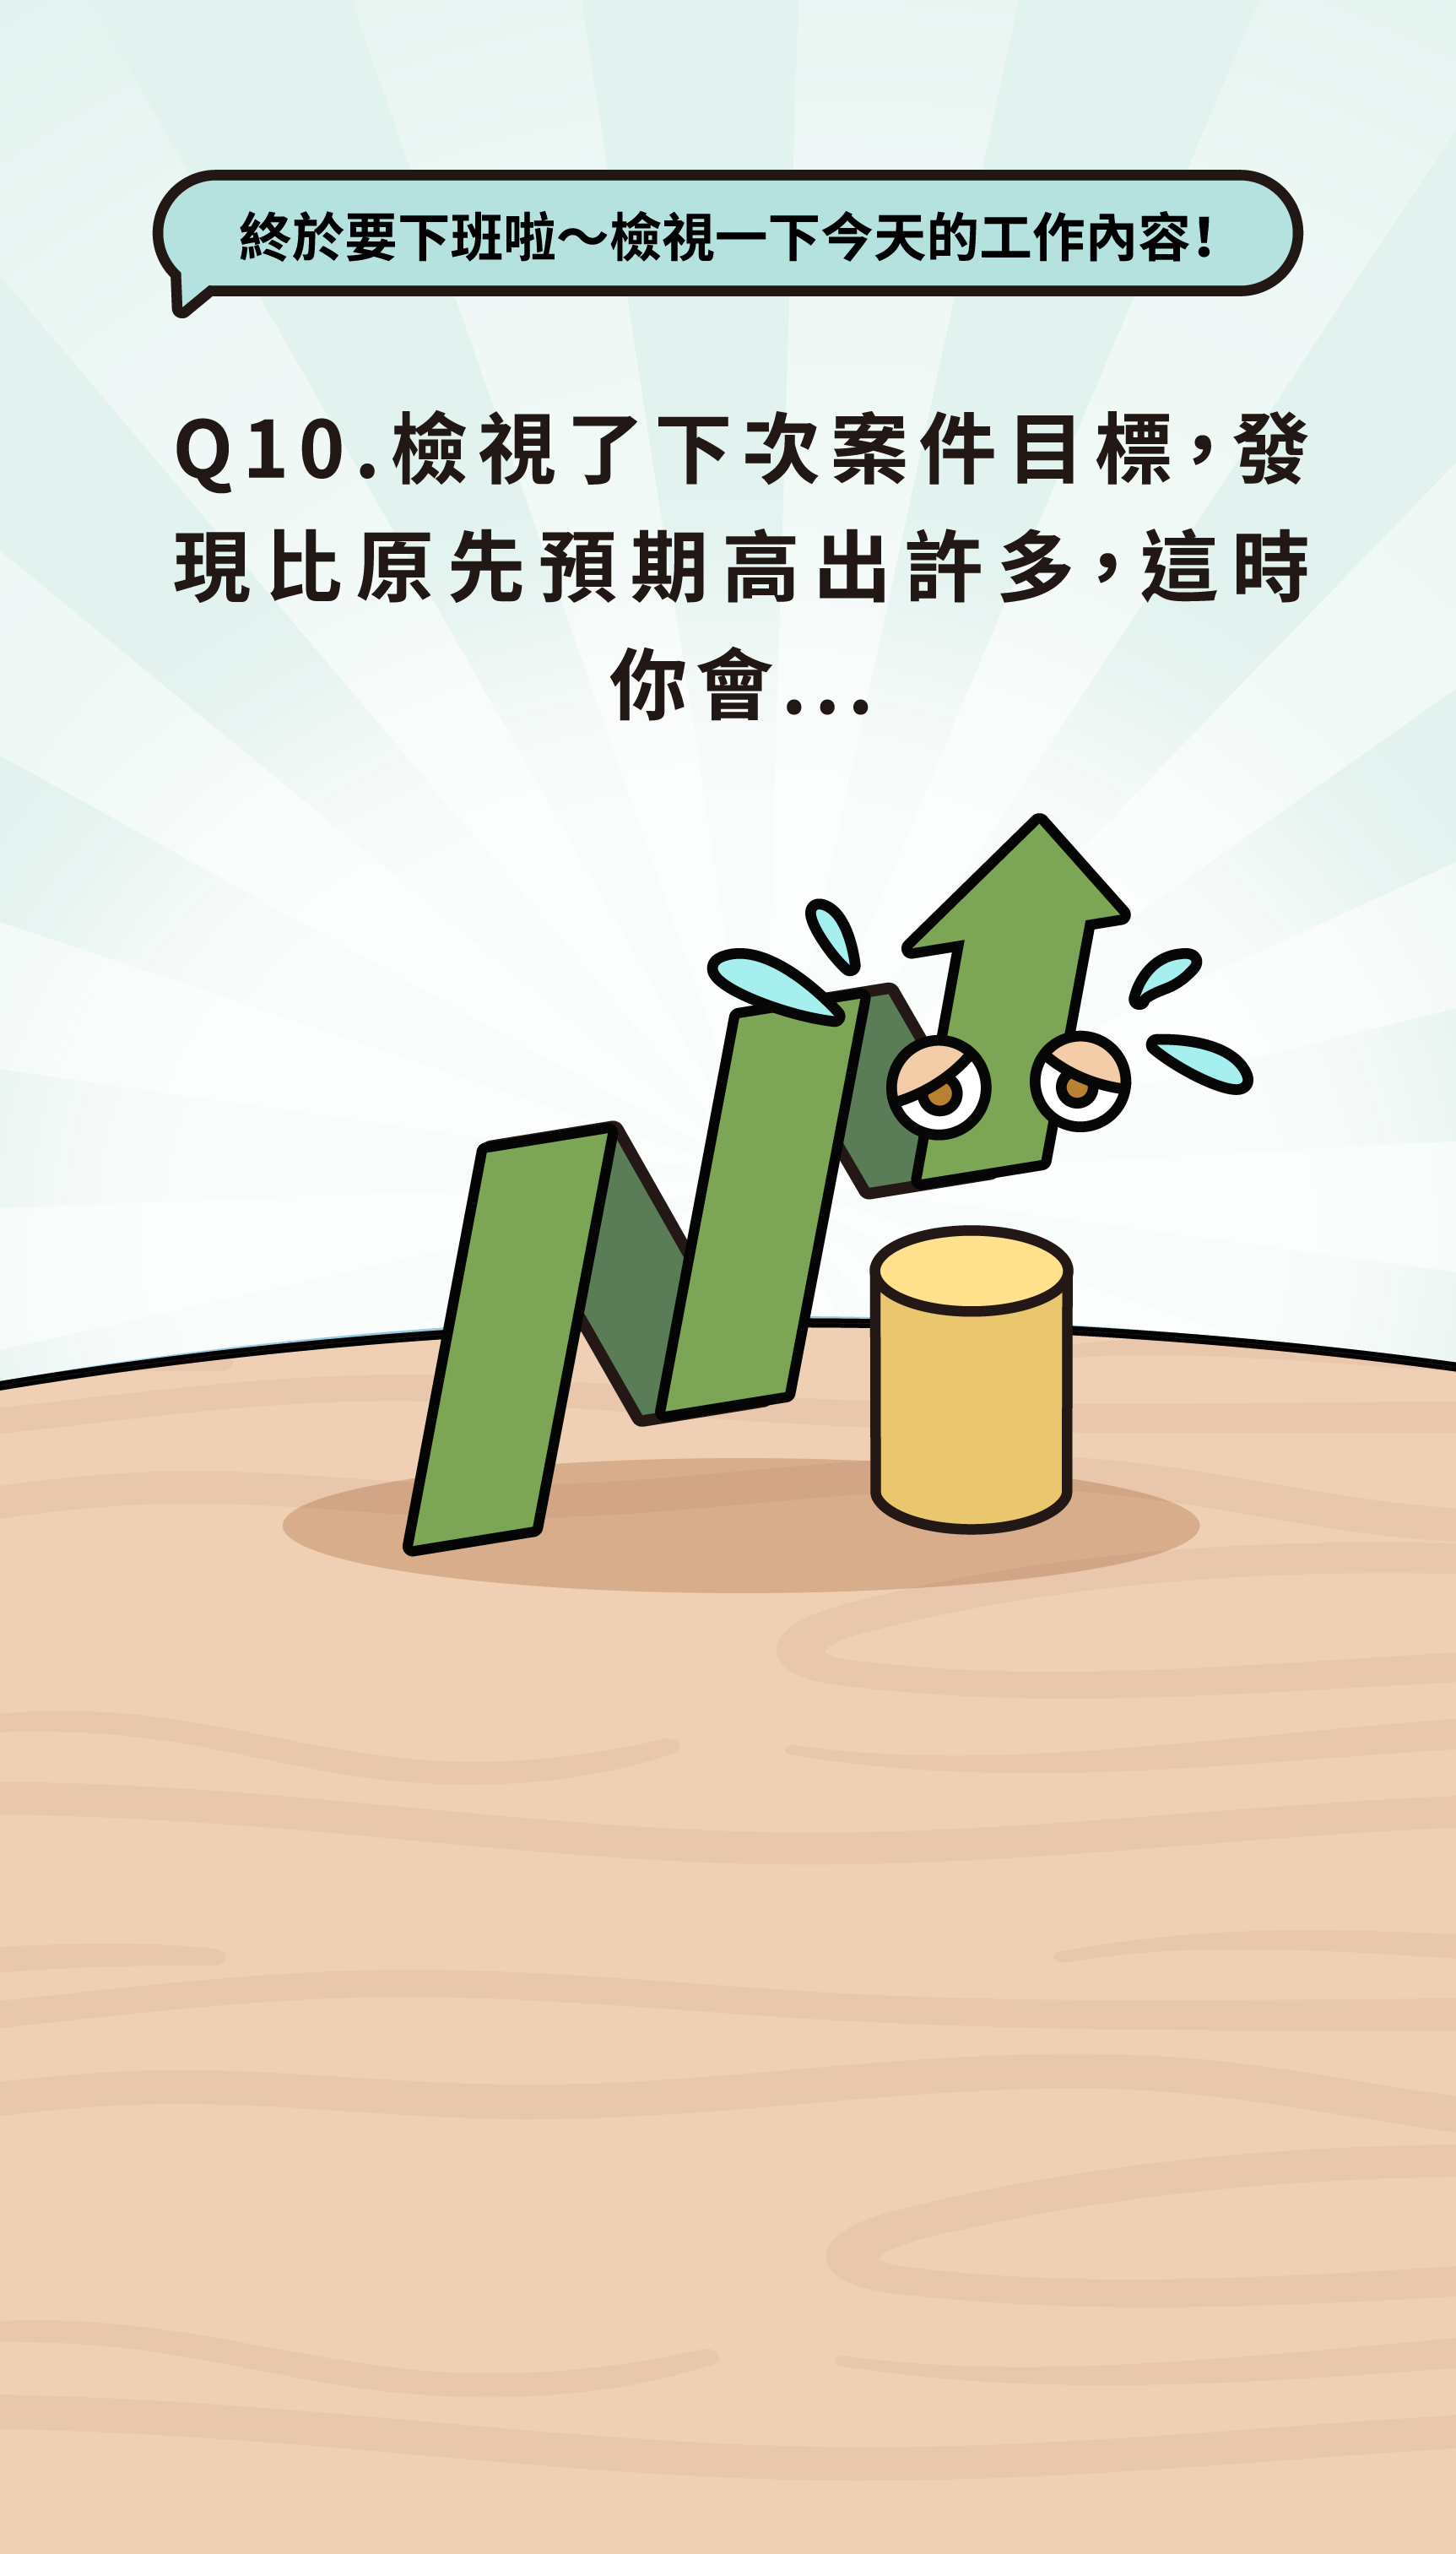 終於要下班啦～檢視一下今天的工作內容！
Q10.檢視了下次案件目標，發
現比原先預期高出許多，這時
你會...